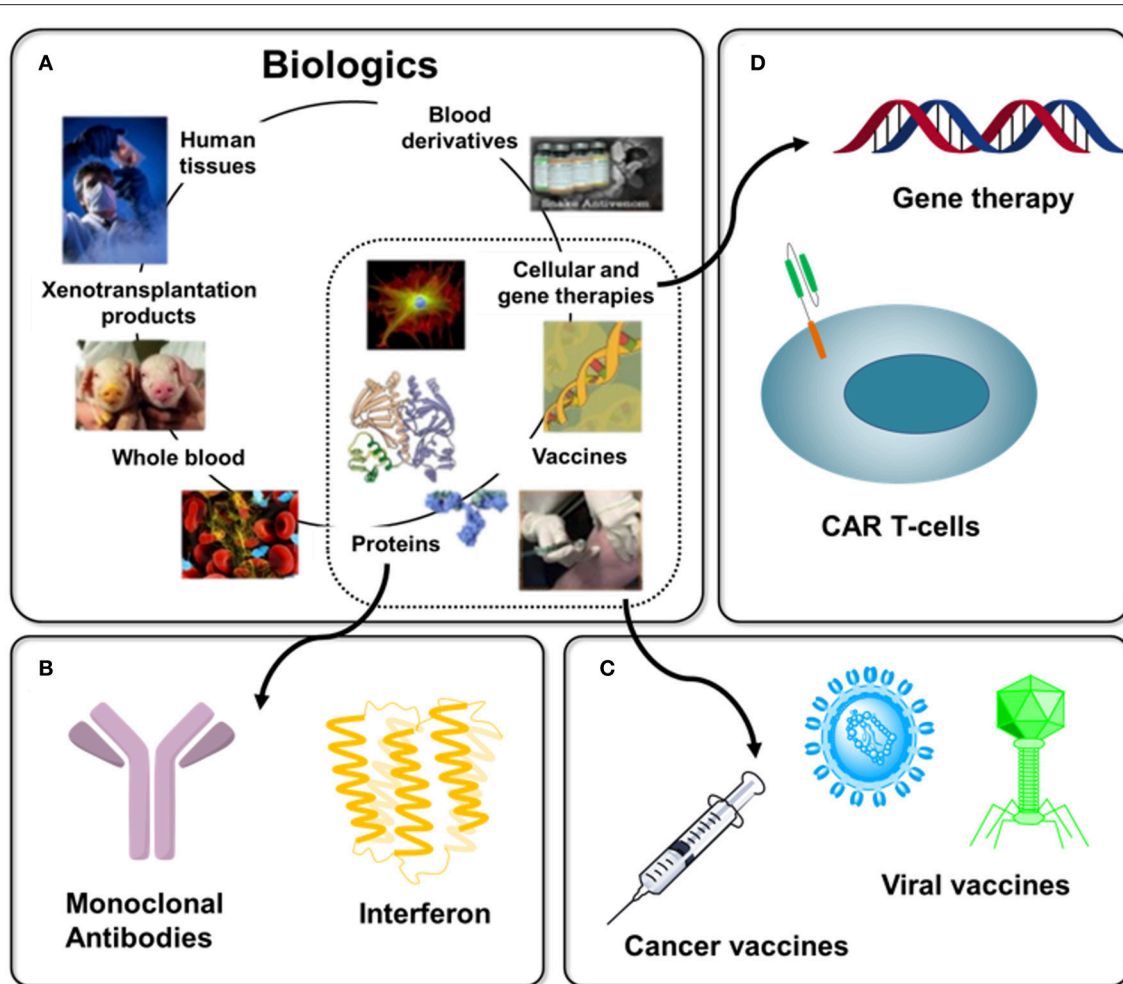 A
Biologics
Human
tissues
Blood
derivatives
Snake Antivenom
Xenotransplantation
products
Cellular and
gene therapies
Whole blood
Vaccines
Proteins
D
Gene therapy
CAR T-cells
B
Monoclonal
Antibodies
Interferon
C
Cancer vaccines
Viral vaccines